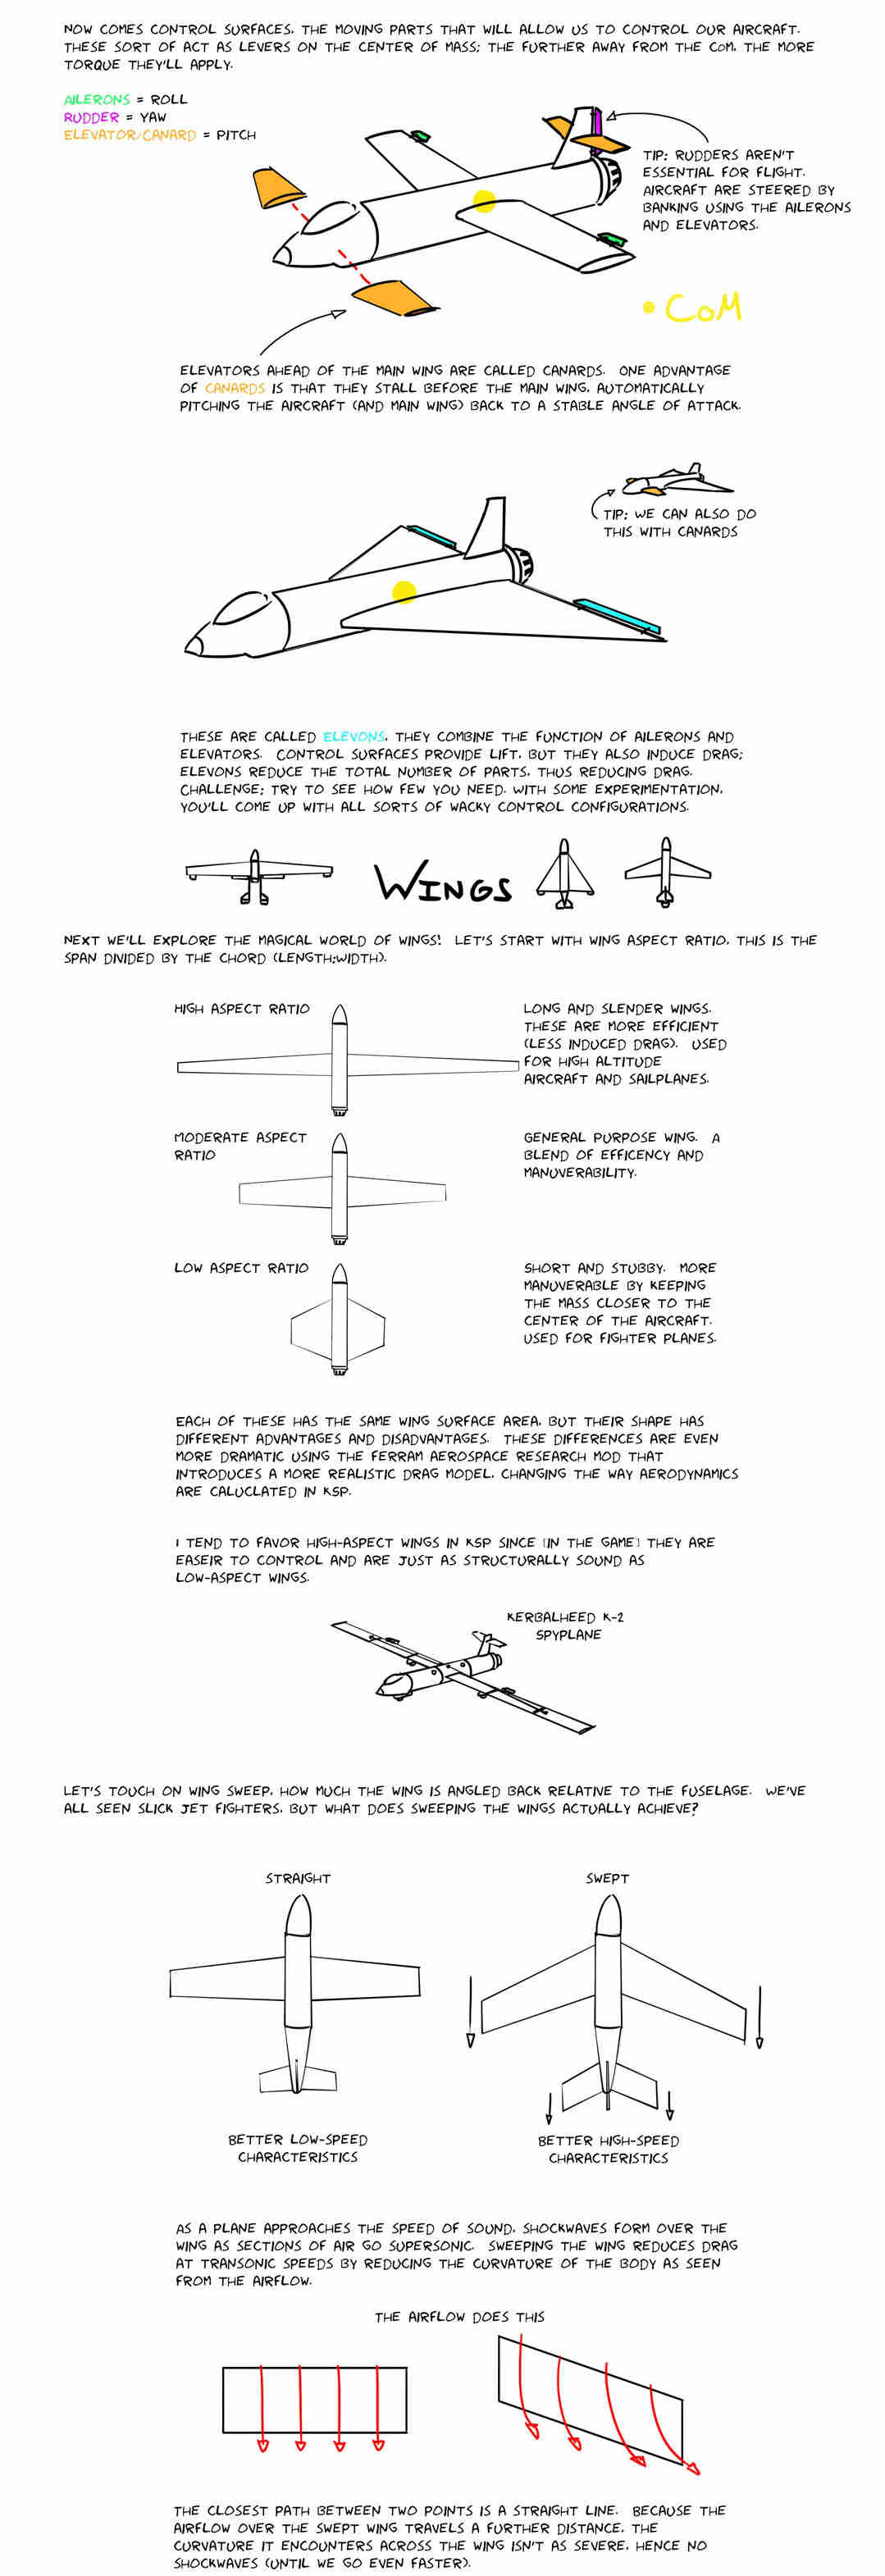 NOW COMES CONTROL SURFACES, THE MOVING PARTS THAT WILL ALLOW US TO CONTROL OUR AIRCRAFT.
THESE SORT OF ACT AS LEVERS ON THE CENTER OF MASS; THE FURTHER AWAY FROM THE COM, THE MORE
TORQUE THEY'LL APPLY.
AILERONS = ROLL
RUDDER = YAW
ELEVATOR/CANARD = PITCH
TIP: RUDDERS AREN'T
ESSENTIAL FOR FLIGHT.
AIRCRAFT ARE STEERED BY
BANKING USING THE AILERONS
AND ELEVATORS.
CoM
ELEVATORS AHEAD OF THE MAIN WING ARE CALLED CANARDS. ONE ADVANTAGE
OF CANARDS IS THAT THEY STALL BEFORE THE MAIN WING, AUTOMATICALLY
PITCHING THE AIRCRAFT (AND MAIN WING) BACK TO A STABLE ANGLE OF ATTACK.
TIP: WE CAN ALSO DO
THIS WITH CANARDS
THESE ARE CALLED ELEVONS, THEY COMBINE THE FUNCTION OF AILERONS AND
ELEVATORS. CONTROL SURFACES PROVIDE LIFT, BUT THEY ALSO INDUCE DRAG;
ELEVONS REDUCE THE TOTAL NUMBER OF PARTS, THUS REDUCING DRAG.
CHALLENGE: TRY TO SEE HOW FEW YOU NEED. WITH SOME EXPERIMENTATION,
YOU'LL COME UP WITH ALL SORTS OF WACKY CONTROL CONFIGURATIONS.
WINGS
NEXT WE'LL EXPLORE THE MAGICAL WORLD OF WINGS! LET'S START WITH WING ASPECT RATIO, THIS IS THE
SPAN DIVIDED BY THE CHORD (LENGTH:WIDTH).
HIGH ASPECT RATIO
LONG AND SLENDER WINGS.
THESE ARE MORE EFFICIENT
(LESS INDUCED DRAG). USED
FOR HIGH ALTITUDE
AIRCRAFT AND SAILPLANES.
MODERATE ASPECT
RATIO
GENERAL PURPOSE WING. A
BLEND OF EFFICENCY AND
MANUVERABILITY.
LOW ASPECT RATIO
SHORT AND STUBBY. MORE
MANUVERABLE BY KEEPING
THE MASS CLOSER TO THE
CENTER OF THE AIRCRAFT.
USED FOR FIGHTER PLANES.
EACH OF THESE HAS THE SAME WING SURFACE AREA, BUT THEIR SHAPE HAS
DIFFERENT ADVANTAGES AND DISADVANTAGES. THESE DIFFERENCES ARE EVEN
MORE DRAMATIC USING THE FERRAM AEROSPACE RESEARCH MOD THAT
INTRODUCES A MORE REALISTIC DRAG MODEL, CHANGING THE WAY AERODYNAMICS
ARE CALUCLATED IN KSP.
I TEND TO FAVOR HIGH-ASPECT WINGS IN KSP SINCE (IN THE GAME) THEY ARE
EASEIR TO CONTROL AND ARE JUST AS STRUCTURALLY SOUND AS
LOW-ASPECT WINGS.
KERBALHEED K-2
SPYPLANE
LET'S TOUCH ON WING SWEEP, HOW MUCH THE WING IS ANGLED BACK RELATIVE TO THE FUSELAGE. WE'VE
ALL SEEN SLICK JET FIGHTERS, BUT WHAT DOES SWEEPING THE WINGS ACTUALLY ACHIEVE?
STRAIGHT
SWEPT
BETTER LOW-SPEED
CHARACTERISTICS
BETTER HIGH-SPEED
CHARACTERISTICS
AS A PLANE APPROACHES THE SPEED OF SOUND, SHOCKWAVES FORM OVER THE
WING AS SECTIONS OF AIR GO SUPERSONIC. SWEEPING THE WING REDUCES DRAG
AT TRANSONIC SPEEDS BY REDUCING THE CURVATURE OF THE BODY AS SEEN
FROM THE AIRFLOW.
THE AIRFLOW DOES THIS
THE CLOSEST PATH BETWEEN TWO POINTS IS A STRAIGHT LINE. BECAUSE THE
AIRFLOW OVER THE SWEPT WING TRAVELS A FURTHER DISTANCE, THE
CURVATURE IT ENCOUNTERS ACROSS THE WING ISN'T AS SEVERE, HENCE NO
SHOCKWAVES (UNTIL WE GO EVEN FASTER).